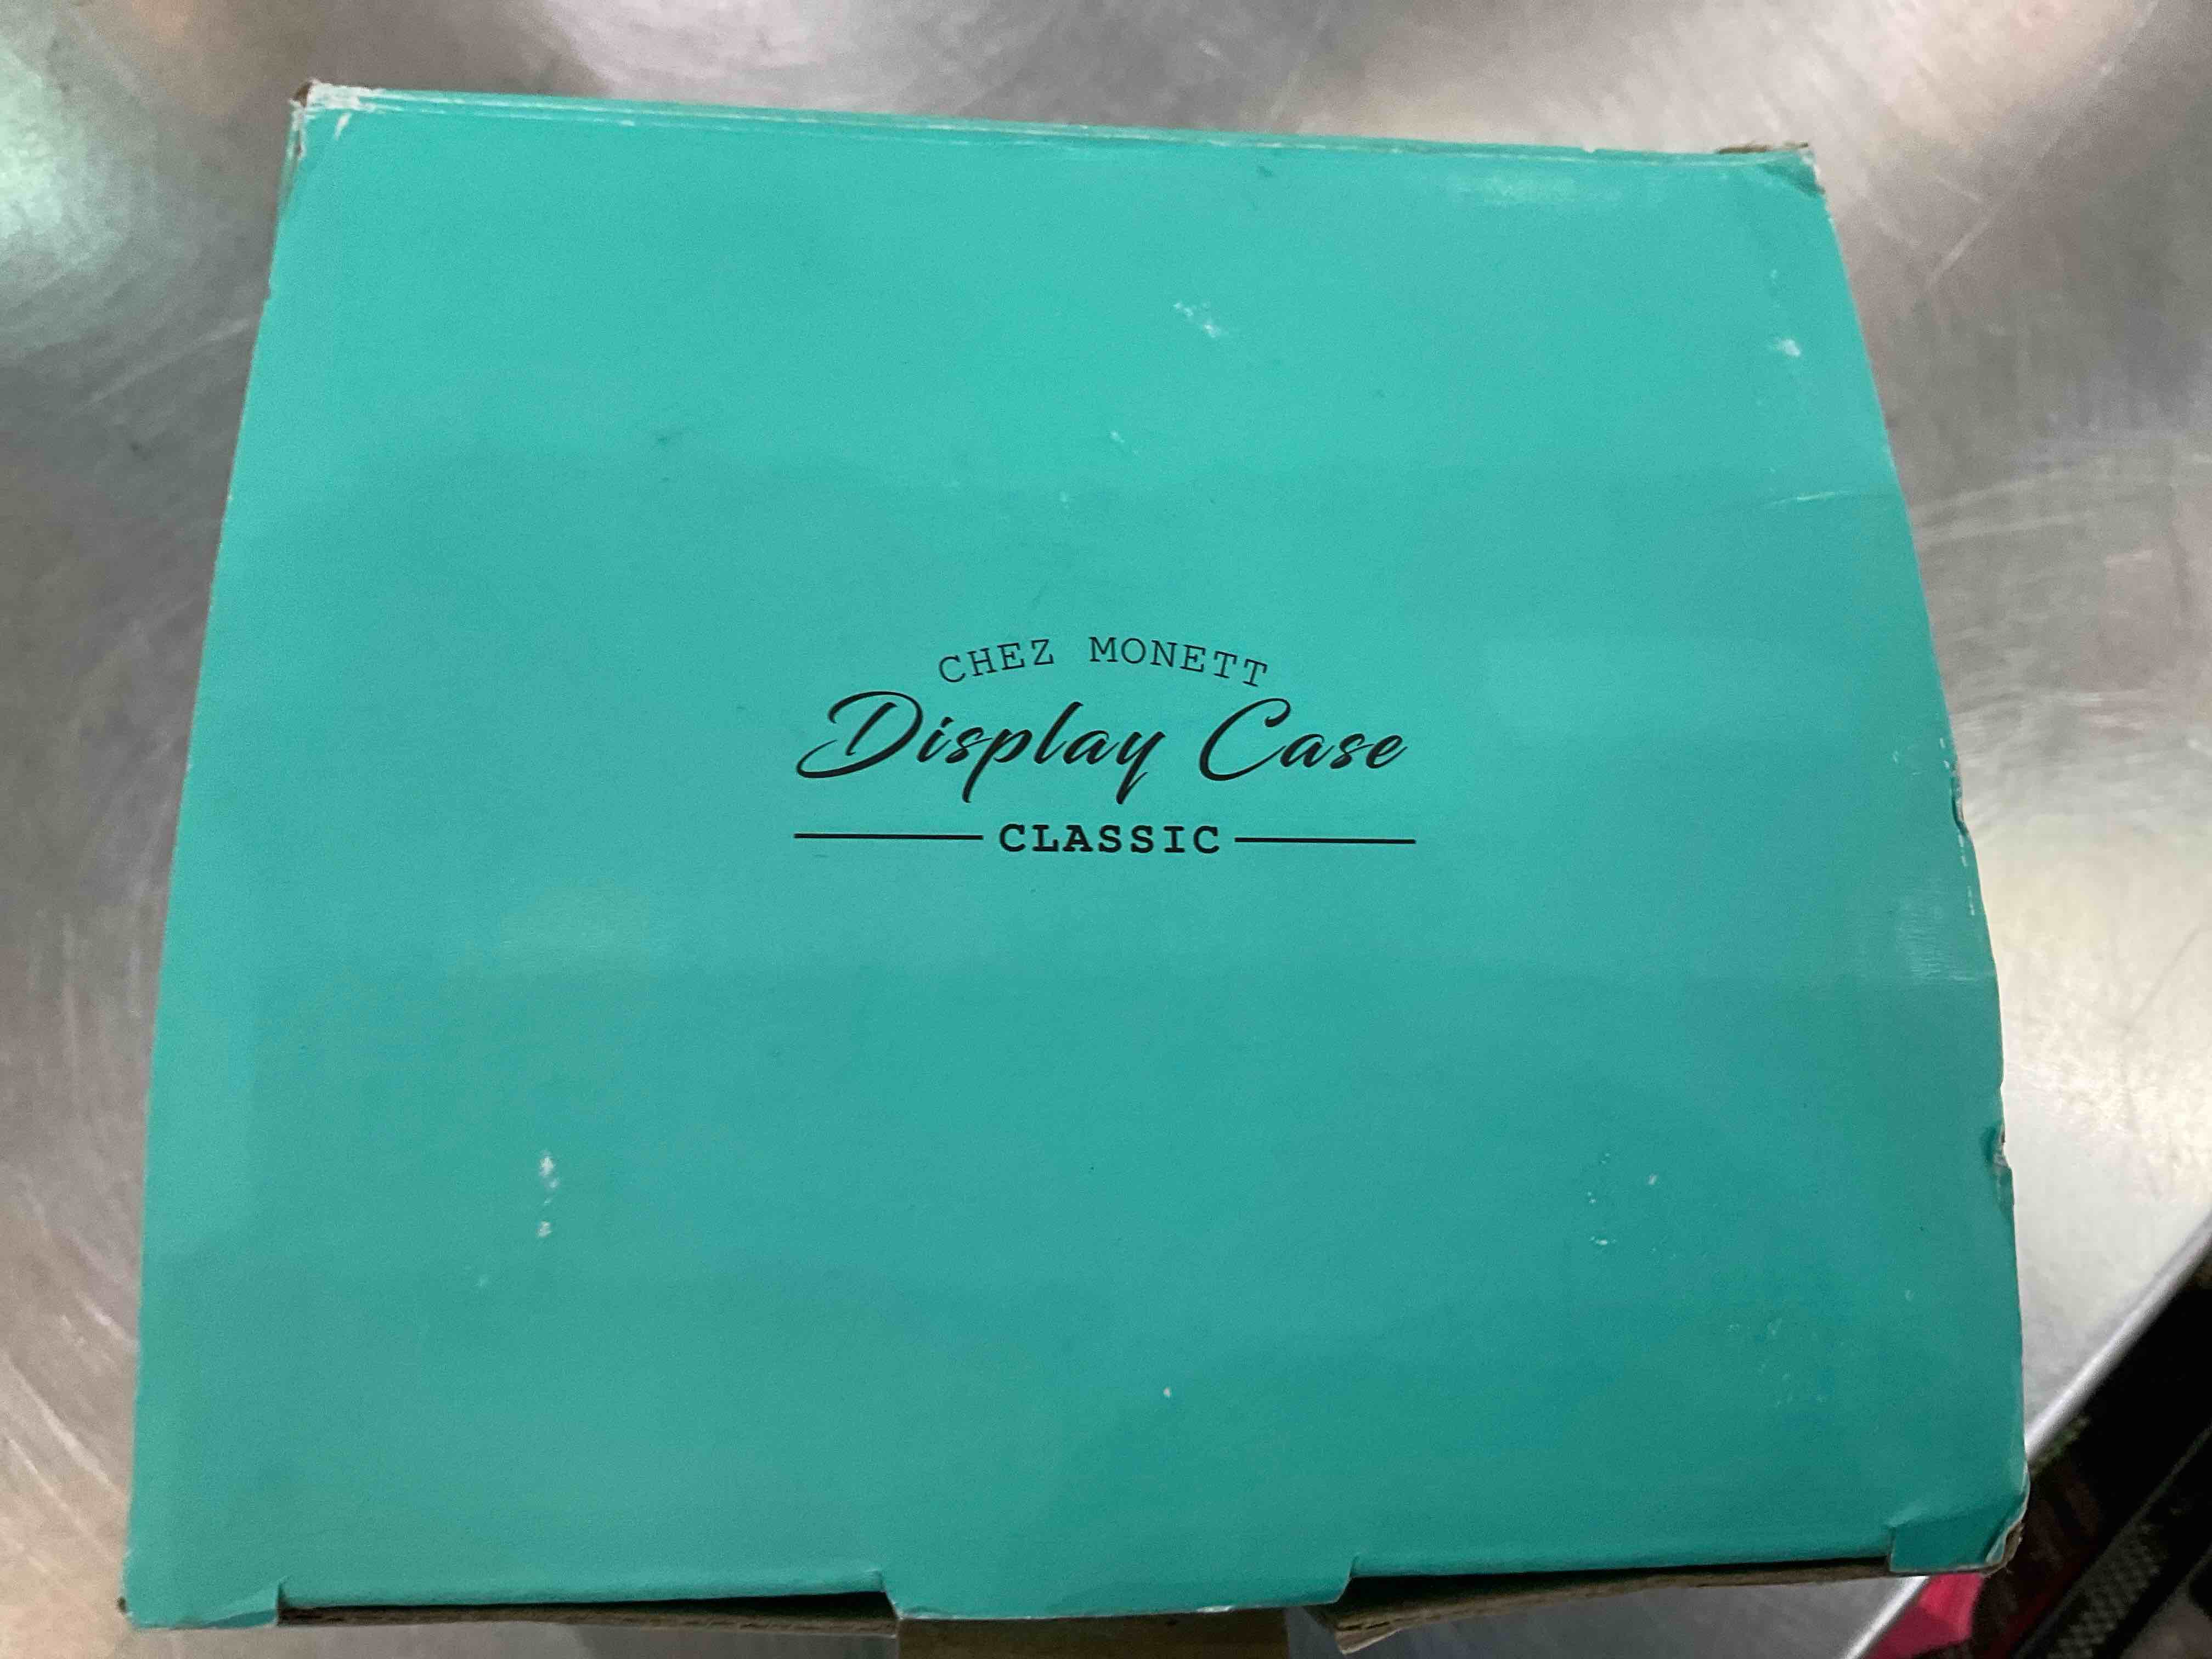 CHEZ MONETT
Display Case
CLASSIC